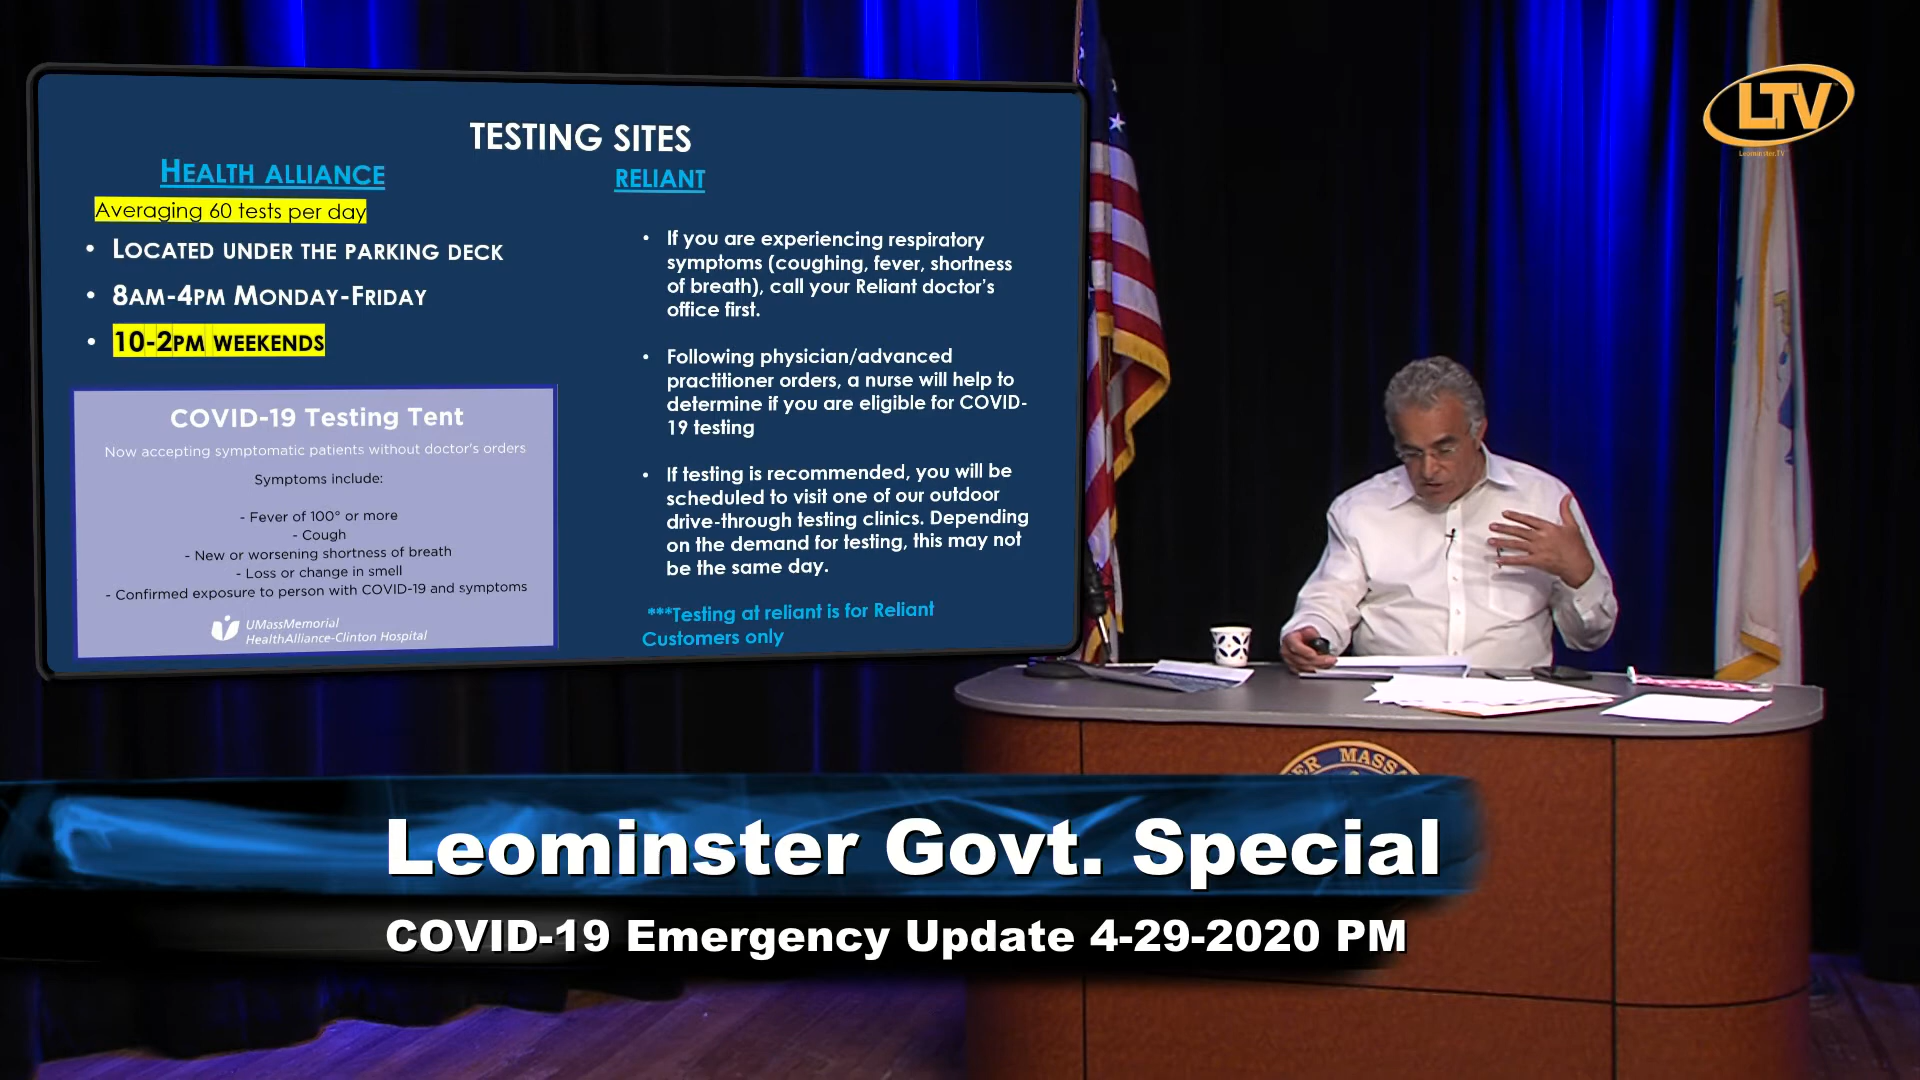 TESTING SITES
HEALTH ALLIANCE
Averaging 60 tests per day
• LOCATED UNDER THE PARKING DECK
• 8AM-4PM MONDAY-FRIDAY
• 10-2PM WEEKENDS
COVID-19 Testing Tent
Now accepting symptomatic patients without doctor's orders
Symptoms include:
- Fever of 100° or more
- Cough
- New or worsening shortness of breath
- Loss or change in smell
- Confirmed exposure to person with COVID-19 and symptoms
UMassMemorial
HealthAlliance-Clinton Hospital
RELIANT
• If you are experiencing respiratory
symptoms (coughing, fever, shortness
of breath), call your Reliant doctor's
office first.
• Following physician/advanced
practitioner orders, a nurse will help to
determine if you are eligible for COVID-
19 testing
• If testing is recommended, you will be
scheduled to visit one of our outdoor
drive-through testing clinics. Depending
on the demand for testing, this may not
be the same day.
***Testing at reliant is for Reliant
Customers only
LTV
Leominster.TV
Leominster Govt. Special
COVID-19 Emergency Update 4-29-2020 PM